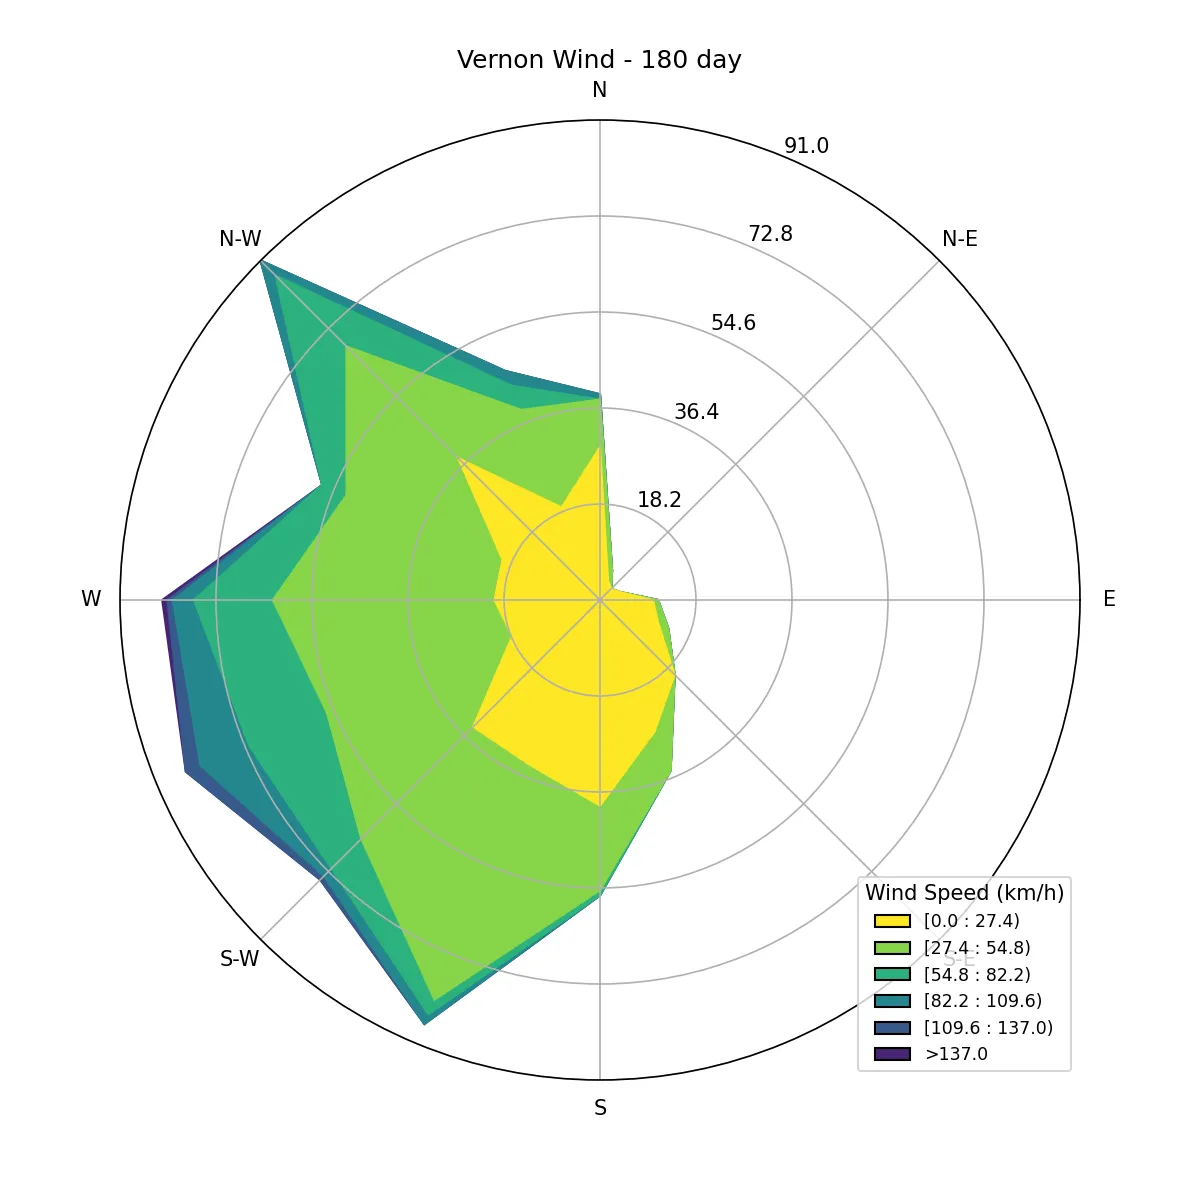 Vernon Wind - 180 day
N
91.0
72.8
N-W
N-E
54.6
36.4
18.2
W
E
S-W
S-E
S
Wind Speed (km/h)
[0.0 : 27.4)
[27.4 : 54.8)
[54.8 : 82.2)
[82.2 : 109.6)
[109.6 : 137.0)
>137.0